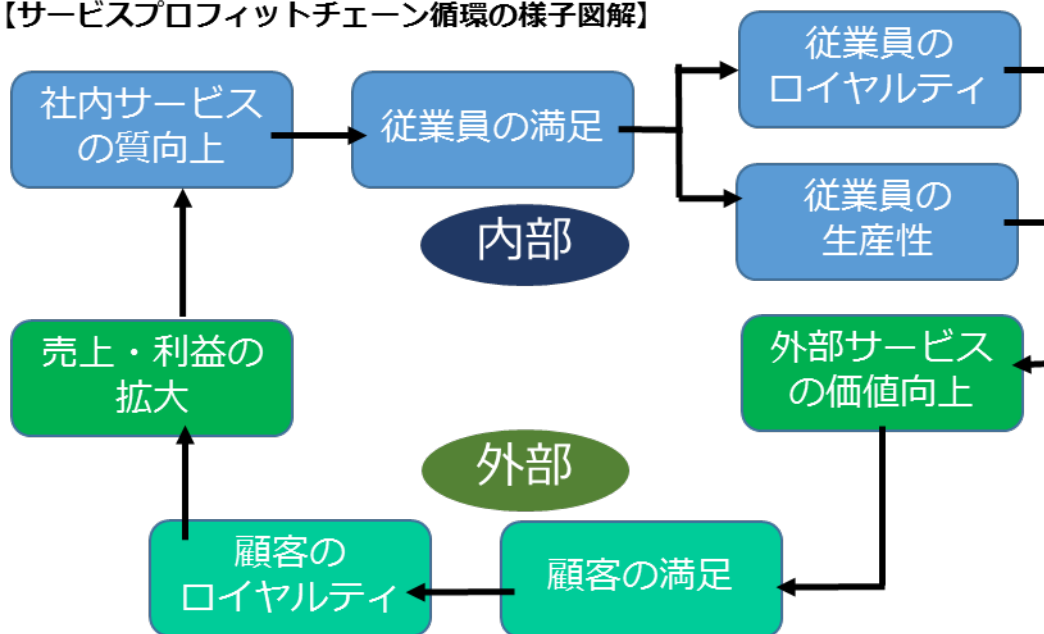 【サービスプロフィットチェーン循環の様子図解】
社内サービス
の質向上
従業員の満足
従業員の
ロイヤルティ
従業員の
生産性
内部
売上・利益の
拡大
外部サービス
の価値向上
外部
顧客の
ロイヤルティ
顧客の満足